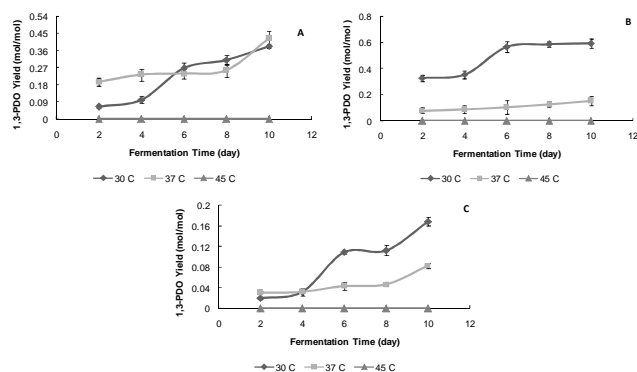 A
1,3-PDO Yield (mol/mol)
0.54
0.45
0.36
0.27
0.18
0.09
0
0 2 4 6 8 10 12
Fermentation Time (day)
30 C 37 C 45 C
B
1,3-PDO Yield (mol/mol)
0.8
0.6
0.4
0.2
0
0 2 4 6 8 10 12
Fermentation Time (day)
30 C 37 C 45 C
C
1,3-PDO Yield (mol/mol)
0.2
0.16
0.12
0.08
0.04
0
0 2 4 6 8 10 12
Fermentation Time (day)
30 C 37 C 45 C